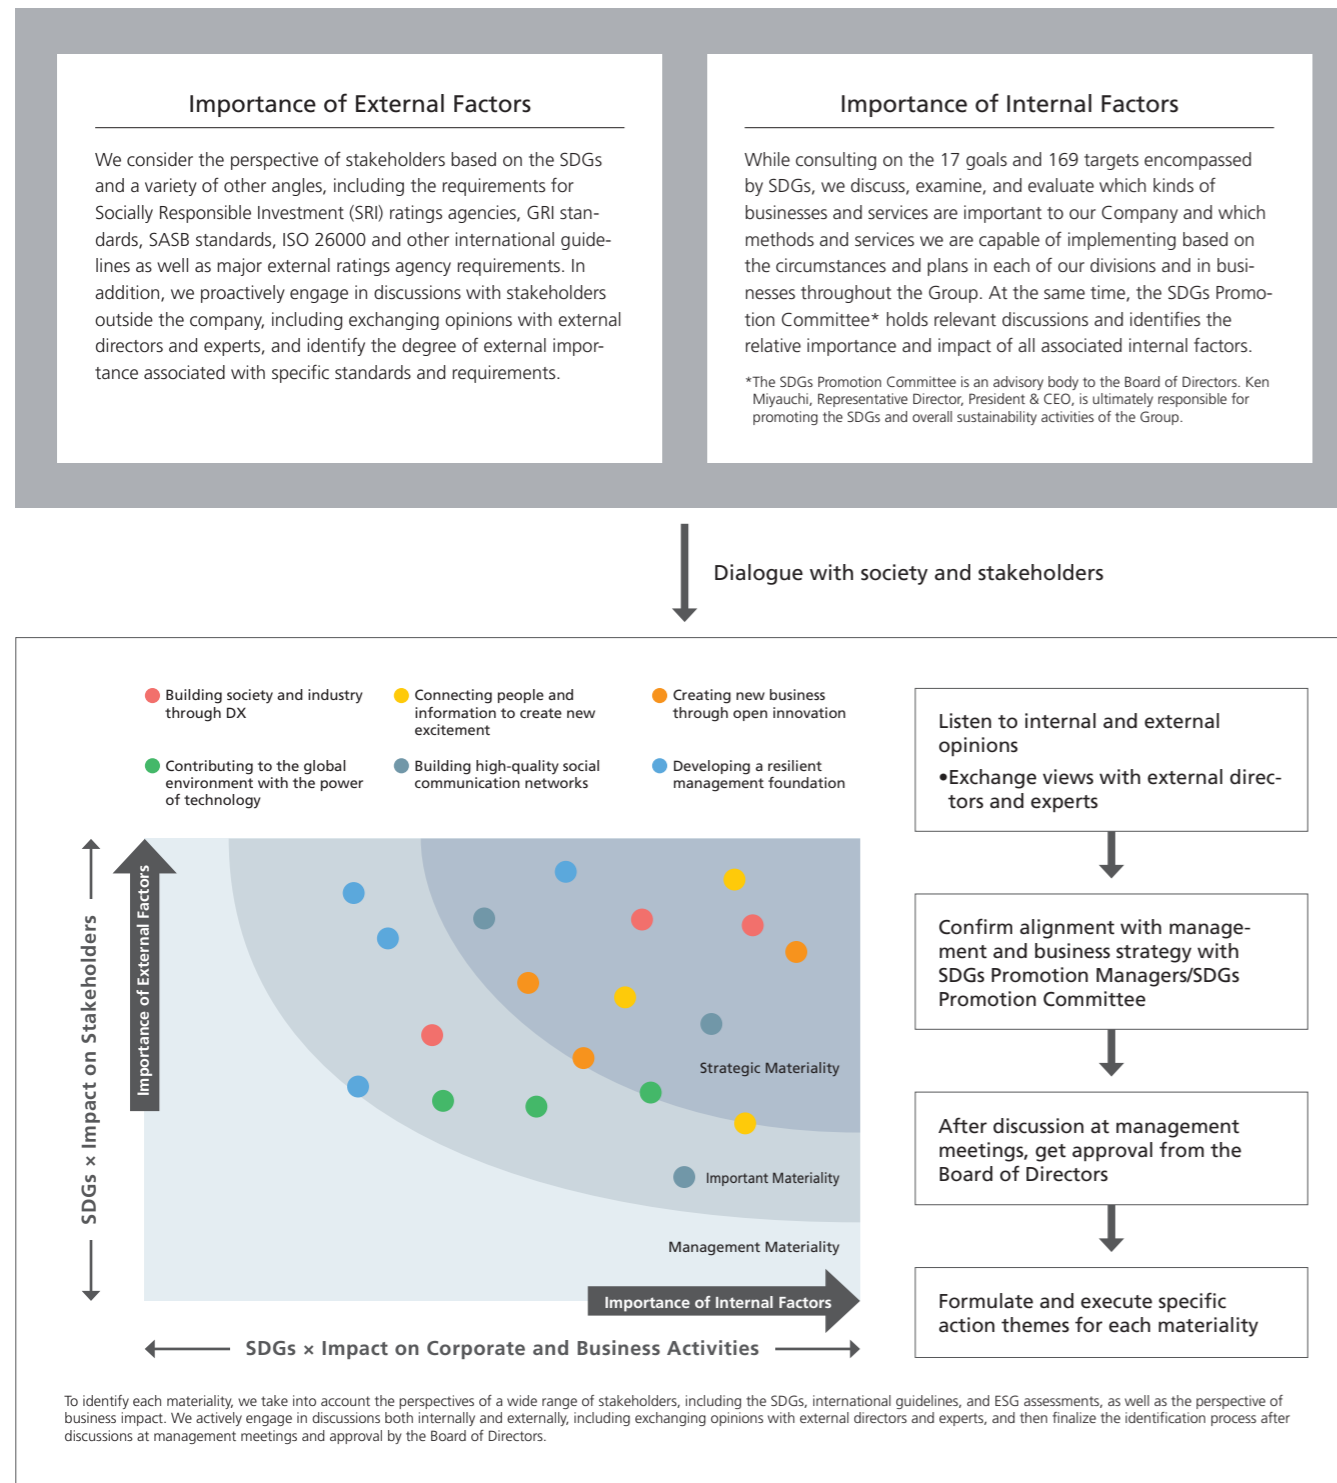 Importance of External Factors
We consider the perspective of stakeholders based on the SDGs
and a variety of other angles, including the requirements for
Socially Responsible Investment (SRI) ratings agencies, GRI stan-
dards, SASB standards, ISO 26000 and other international guide-
lines as well as major external ratings agency requirements. In
addition, we proactively engage in discussions with stakeholders
outside the company, including exchanging opinions with external
directors and experts, and identify the degree of external impor-
tance associated with specific standards and requirements.
Importance of Internal Factors
While consulting on the 17 goals and 169 targets encompassed
by SDGs, we discuss, examine, and evaluate which kinds of
businesses and services are important to our Company and which
methods and services we are capable of implementing based on
the circumstances and plans in each of our divisions and in busi-
nesses throughout the Group. At the same time, the SDGs Promo-
tion Committee* holds relevant discussions and identifies the
relative importance and impact of all associated internal factors.
*The SDGs Promotion Committee is an advisory body to the Board of Directors. Ken
Miyauchi, Representative Director, President & CEO, is ultimately responsible for
promoting the SDGs and overall sustainability activities of the Group.
Dialogue with society and stakeholders
Building society and industry
through DX
Connecting people and
information to create new
excitement
Creating new business
through open innovation
Contributing to the global
environment with the power
of technology
Building high-quality social
communication networks
Developing a resilient
management foundation
SDGs × Impact on Stakeholders
Importance of External Factors
Strategic Materiality
Important Materiality
Management Materiality
Importance of Internal Factors
SDGs × Impact on Corporate and Business Activities
Listen to internal and external
opinions
•Exchange views with external direc-
tors and experts
Confirm alignment with manage-
ment and business strategy with
SDGs Promotion Managers/SDGs
Promotion Committee
After discussion at management
meetings, get approval from the
Board of Directors
Formulate and execute specific
action themes for each materiality
To identify each materiality, we take into account the perspectives of a wide range of stakeholders, including the SDGs, international guidelines, and ESG assessments, as well as the perspective of
business impact. We actively engage in discussions both internally and externally, including exchanging opinions with external directors and experts, and then finalize the identification process after
discussions at management meetings and approval by the Board of Directors.